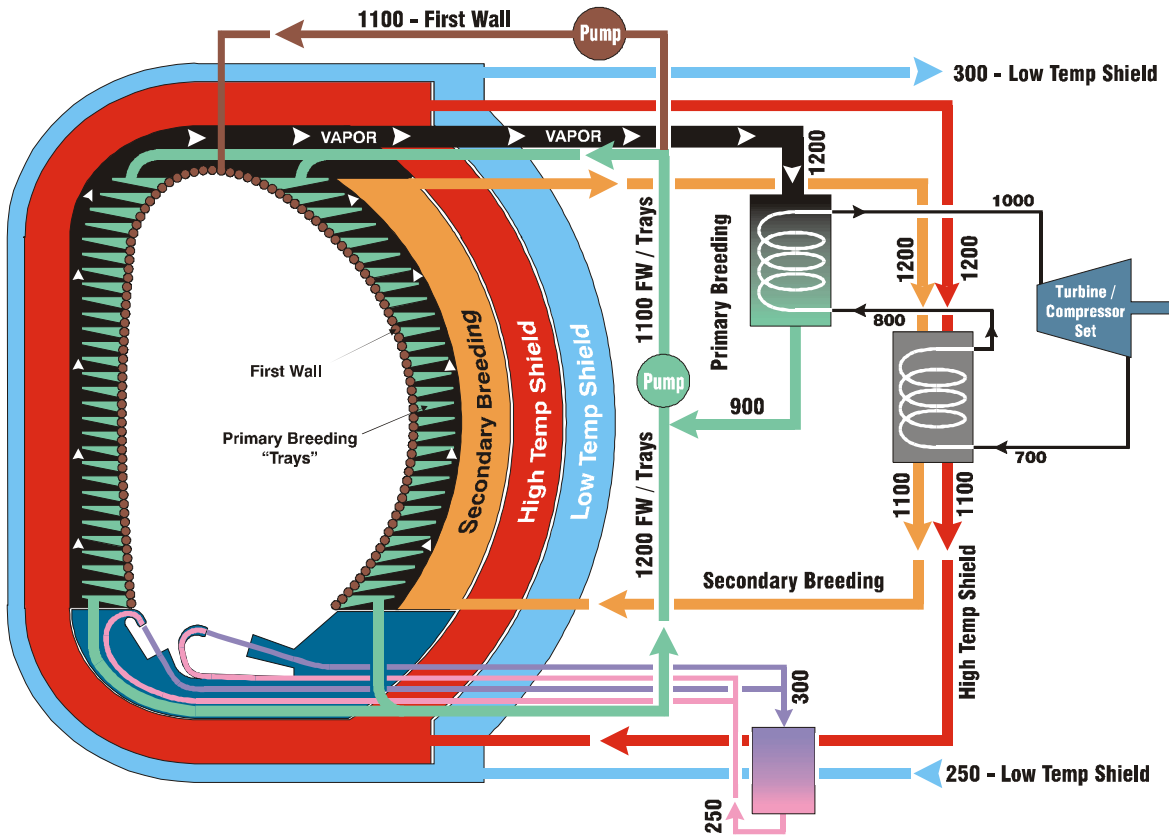 1100 - First Wall
Pump
300 - Low Temp Shield
VAPOR
VAPOR
1200
1000
Primary Breeding
1100 FW / Trays
1200
1200
Turbine /
Compressor
Set
800
First Wall
Pump
900
700
Primary Breeding
“Trays”
Secondary Breeding
High Temp Shield
Low Temp Shield
1200 FW / Trays
1100
1100
Secondary Breeding
High Temp Shield
300
250 - Low Temp Shield
250